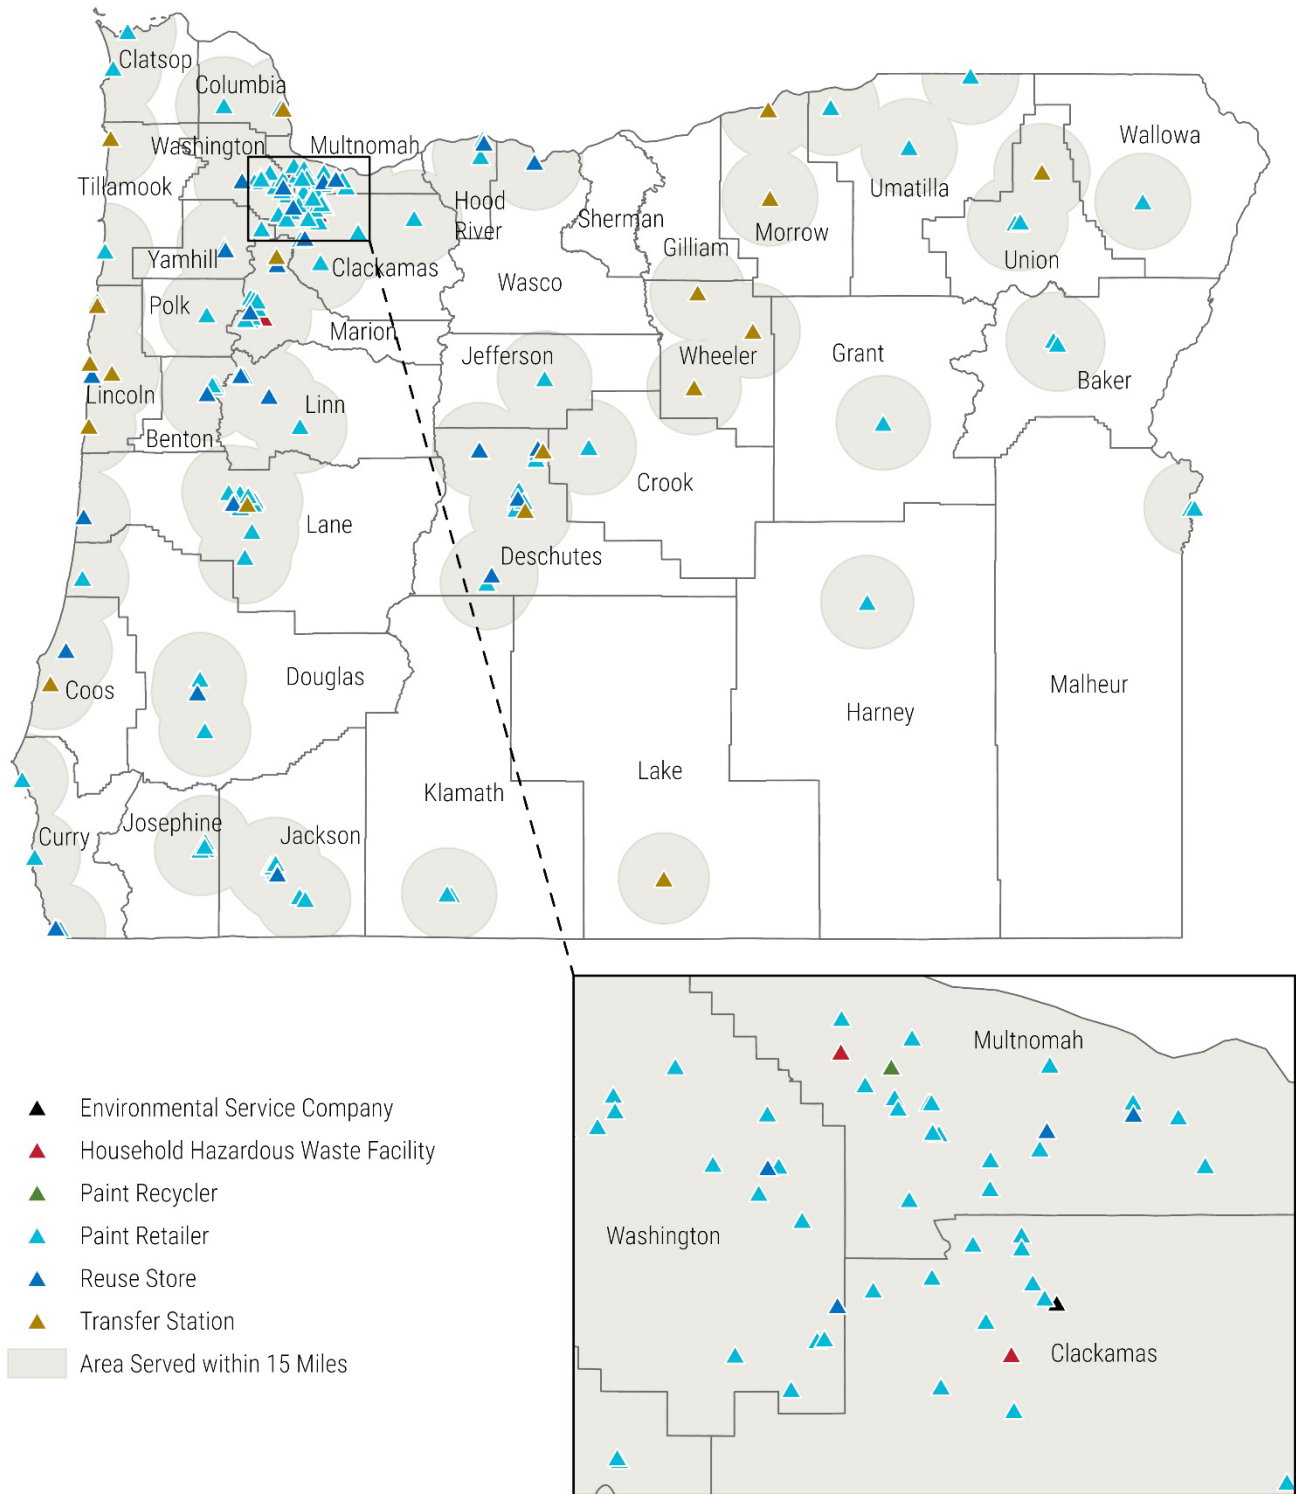 Clatsop
Columbia
Washington
Multnomah
Tillamook
Hood
River
Sherman
Gilliam
Morrow
Umatilla
Wallowa
Union
Yamhill
Clackamas
Wasco
Polk
Marion
Jefferson
Wheeler
Grant
Baker
Lincoln
Linn
Benton
Crook
Lane
Deschutes
Douglas
Coos
Malheur
Harney
Lake
Klamath
Curry
Josephine
Jackson
Multnomah
Washington
Clackamas
Environmental Service Company
Household Hazardous Waste Facility
Paint Recycler
Paint Retailer
Reuse Store
Transfer Station
Area Served within 15 Miles